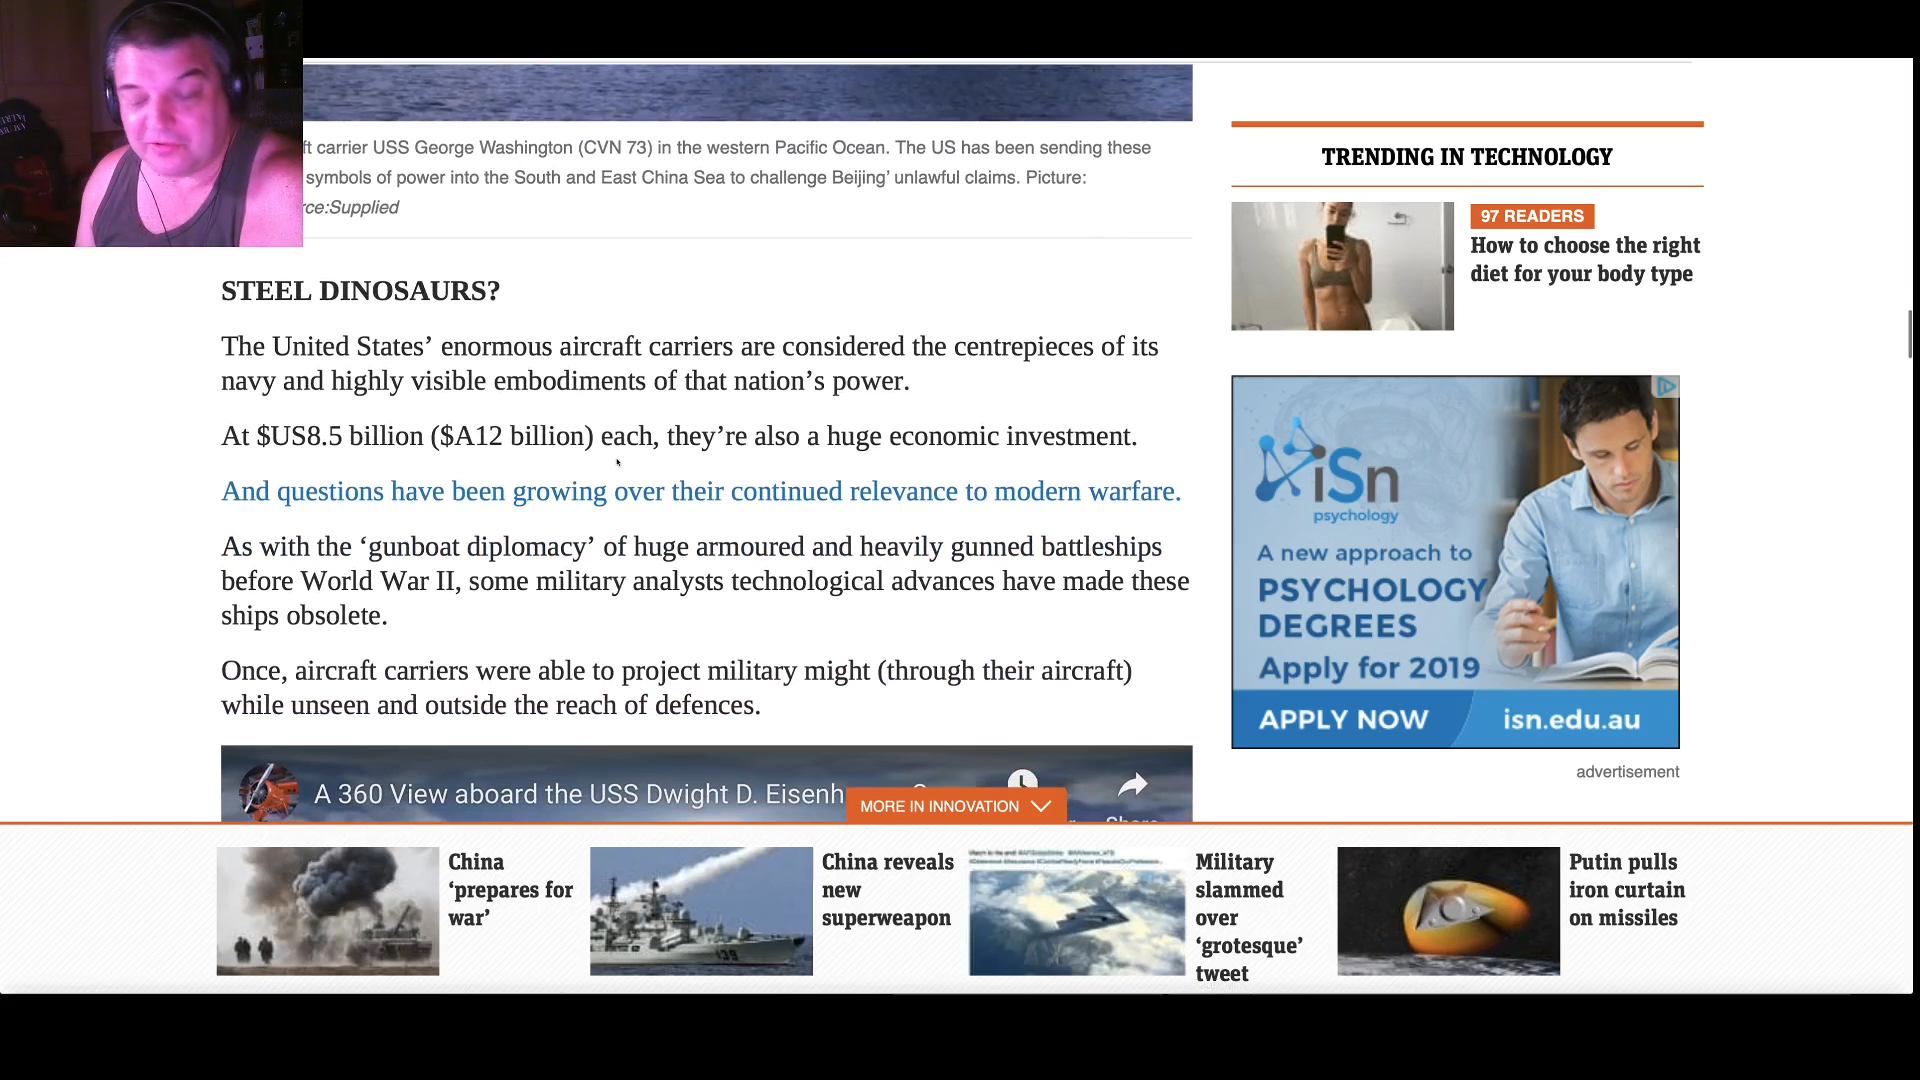 ft carrier USS George Washington (CVN 73) in the western Pacific Ocean. The US has been sending these
symbols of power into the South and East China Sea to challenge Beijing’ unlawful claims. Picture:
rce:Supplied
STEEL DINOSAURS?
The United States’ enormous aircraft carriers are considered the centrepieces of its
navy and highly visible embodiments of that nation’s power.
At $US8.5 billion ($A12 billion) each, they’re also a huge economic investment.
And questions have been growing over their continued relevance to modern warfare.
As with the ‘gunboat diplomacy’ of huge armoured and heavily gunned battleships
before World War II, some military analysts technological advances have made these
ships obsolete.
Once, aircraft carriers were able to project military might (through their aircraft)
while unseen and outside the reach of defences.
A 360 View aboard the USS Dwight D. Eisenh
Share
TRENDING IN TECHNOLOGY
97 READERS
How to choose the right
diet for your body type
iSn
psychology
A new approach to
PSYCHOLOGY
DEGREES
Apply for 2019
APPLY NOW
isn.edu.au
advertisement
MORE IN INNOVATION
China
‘prepares for
war’
China reveals
new
superweapon
139
Military
slammed
over
‘grotesque’
tweet
Putin pulls
iron curtain
on missiles